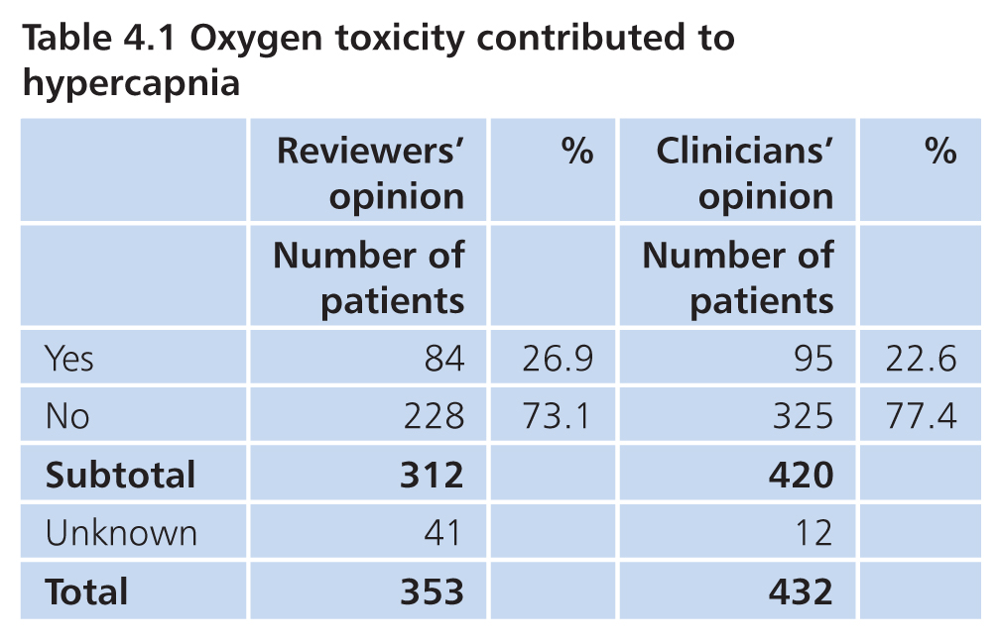 Table 4.1 Oxygen toxicity contributed to
hypercapnia
Reviewers’ % Clinicians’ %
opinion opinion
Number of Number of
patients patients
Yes 84 26.9 95 22.6
No 228 73.1 325 77.4
Subtotal 312 420
Unknown 41 12
Total 353 432